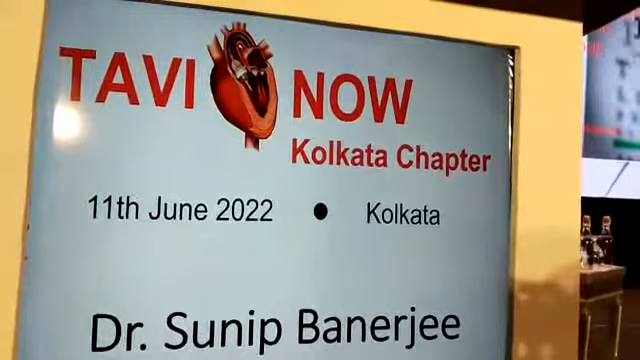 TAVI NOW
Kolkata Chapter
11th June 2022 • Kolkata
Dr. Sunip Banerjee